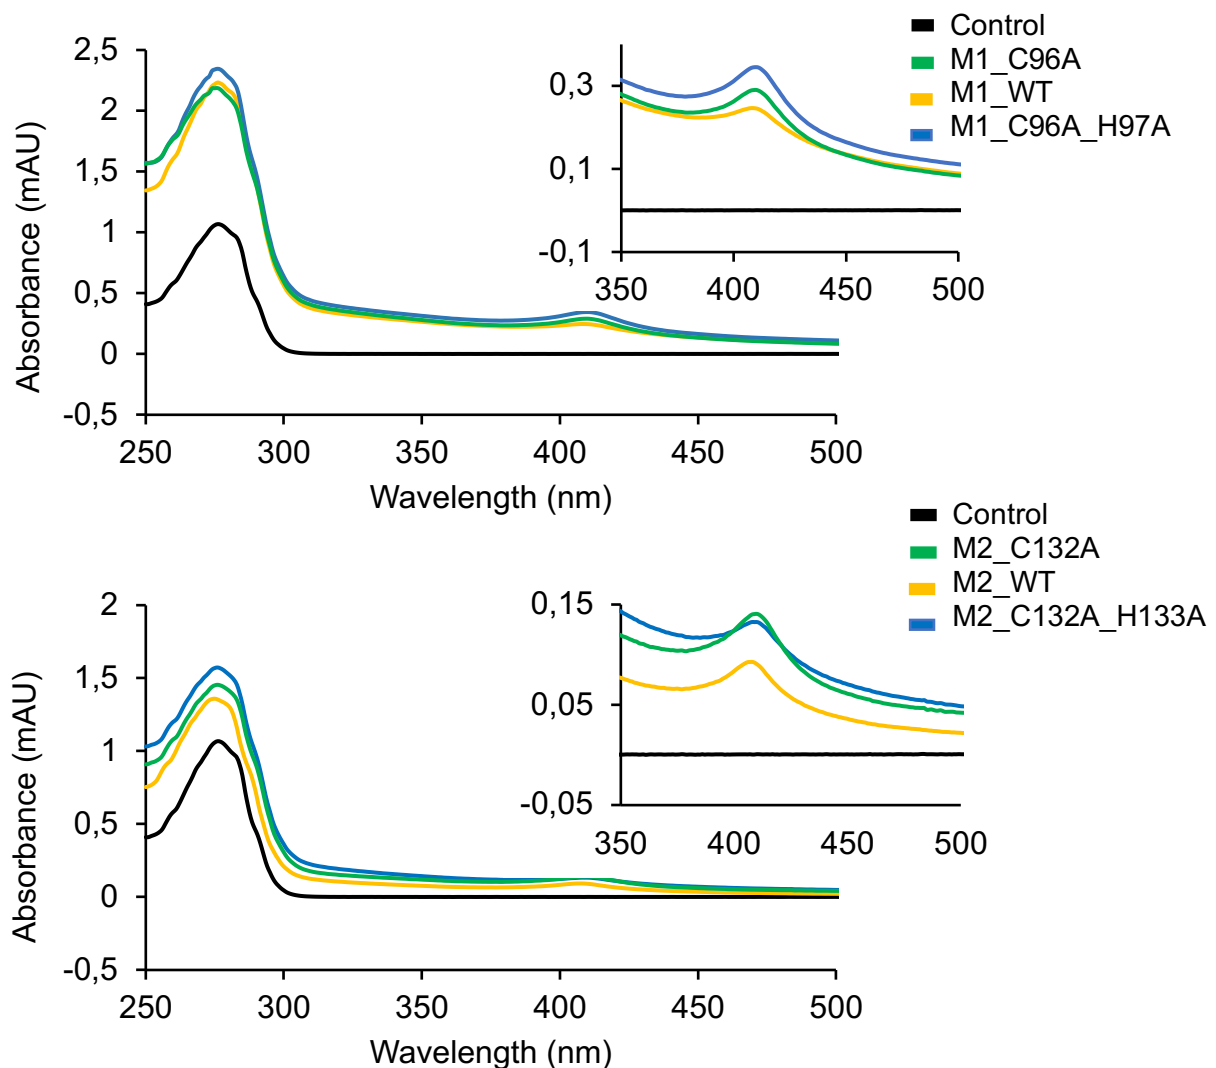 Control
M1_C96A
M1_WT
M1_C96A_H97A
2,5
2
1,5
1
0,5
0
-0,5
250 300 350 400 450 500
Absorbance (mAU)
Wavelength (nm)
0,3
0,1
-0,1
350 400 450 500
Control
M2_C132A
M2_WT
M2_C132A_H133A
2
1,5
1
0,5
0
-0,5
250 300 350 400 450 500
Absorbance (mAU)
Wavelength (nm)
0,15
0,05
-0,05
350 400 450 500